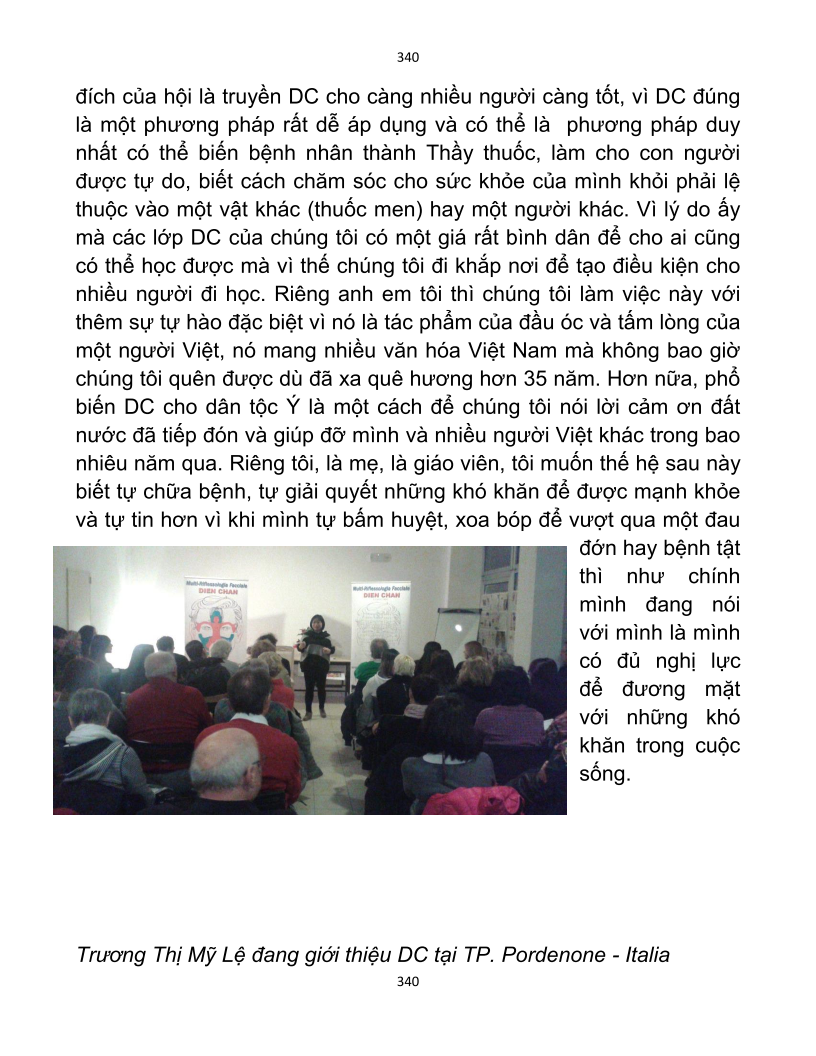 340
đích của hội là truyền DC cho càng nhiều người càng tốt, vì DC đúng
là một phương pháp rất dễ áp dụng và có thể là phương pháp duy
nhất có thể biến bệnh nhân thành Thầy thuốc, làm cho con người
được tự do, biết cách chăm sóc cho sức khỏe của mình khỏi phải lệ
thuộc vào một vật khác (thuốc men) hay một người khác. Vì lý do ấy
mà các lớp DC của chúng tôi có một giá rất bình dân để cho ai cũng
có thể học được mà vì thế chúng tôi đi khắp nơi để tạo điều kiện cho
nhiều người đi học. Riêng anh em tôi thì chúng tôi làm việc này với
thêm sự tự hào đặc biệt vì nó là tác phẩm của đầu óc và tấm lòng của
một người Việt, nó mang nhiều văn hóa Việt Nam mà không bao giờ
chúng tôi quên được dù đã xa quê hương hơn 35 năm. Hơn nữa, phổ
biến DC cho dân tộc Ý là một cách để chúng tôi nói lời cảm ơn đất
nước đã tiếp đón và giúp đỡ mình và nhiều người Việt khác trong bao
nhiêu năm qua. Riêng tôi, là mẹ, là giáo viên, tôi muốn thế hệ sau này
biết tự chữa bệnh, tự giải quyết những khó khăn để được mạnh khỏe
và tự tin hơn vì khi mình tự bấm huyệt, xoa bóp để vượt qua một đau
đớn hay bệnh tật
thì như chính
mình đang nói
với mình là mình
có đủ nghị lực
để đương mặt
với những khó
khăn trong cuộc
sống.
Multi-Riflessologia Facciale
DIEN CHAN
Multi-Riflessologia Facciale
DIEN CHAN
Trương Thị Mỹ Lệ đang giới thiệu DC tại TP. Pordenone - Italia
340